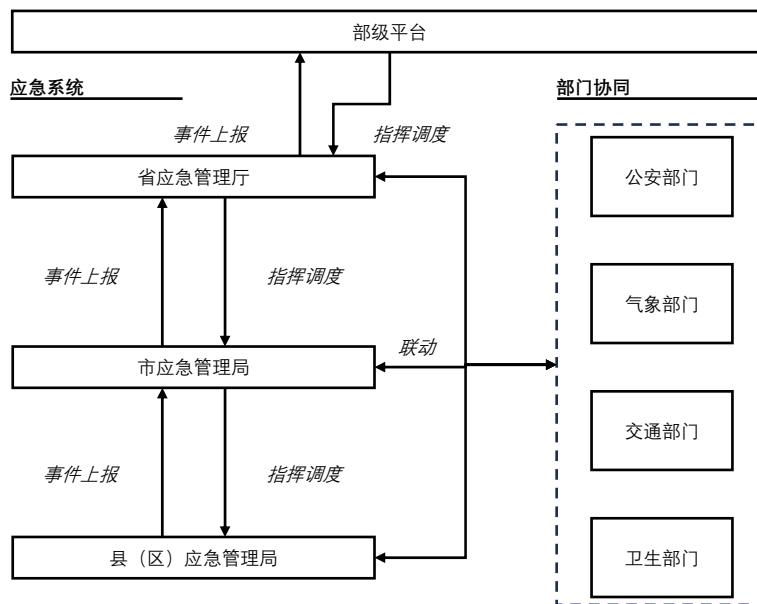 部级平台
应急系统
部门协同
事件上报
指挥调度
省应急管理厅
公安部门
事件上报
指挥调度
气象部门
联动
市应急管理局
交通部门
事件上报
指挥调度
县（区）应急管理局
卫生部门